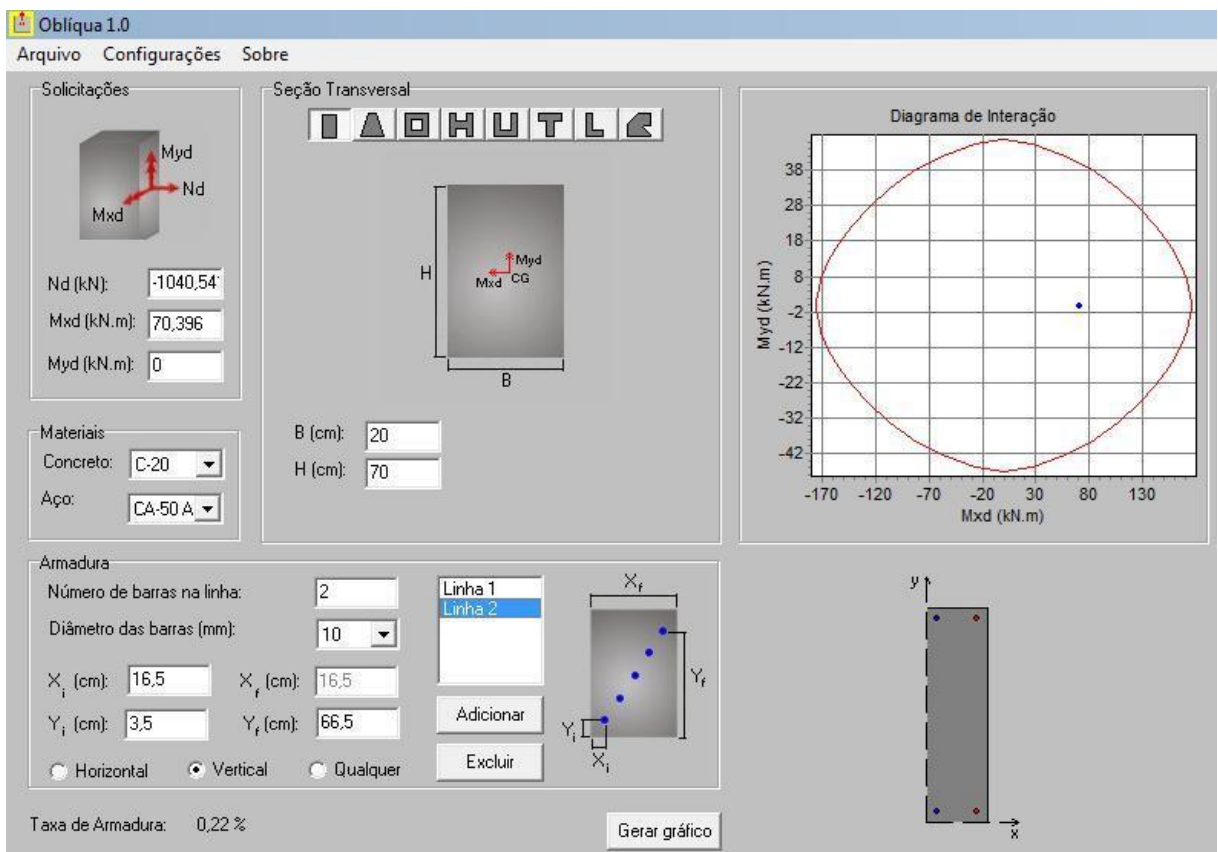 Oblíqua 1.0
Arquivo Configurações Sobre
Solicitações
Myd
Nd
Mxd
Nd (kN): -1040,54
Mxd (kN.m): 70,396
Myd (kN.m): 0
Materiais
Concreto: C-20
Aço: CA-50 A
Seção Transversal
H
Myd
Mxd CG
B
B (cm): 20
H (cm): 70
Diagrama de Interação
Myd (kN.m)
38
28
18
8
-2
-12
-22
-32
-42
-170 -120 -70 -20 30 80 130
Mxd (kN.m)
Armadura
Número de barras na linha: 2
Diâmetro das barras (mm): 10
Xi (cm): 16,5 Xf (cm): 16,5
Yi (cm): 3,5 Yf (cm): 66,5
Horizontal Vertical Qualquer
Linha 1
Linha 2
Adicionar
Excluir
Xf
Yf
Yi
Xi
Taxa de Armadura: 0,22 %
Gerar gráfico
y
x